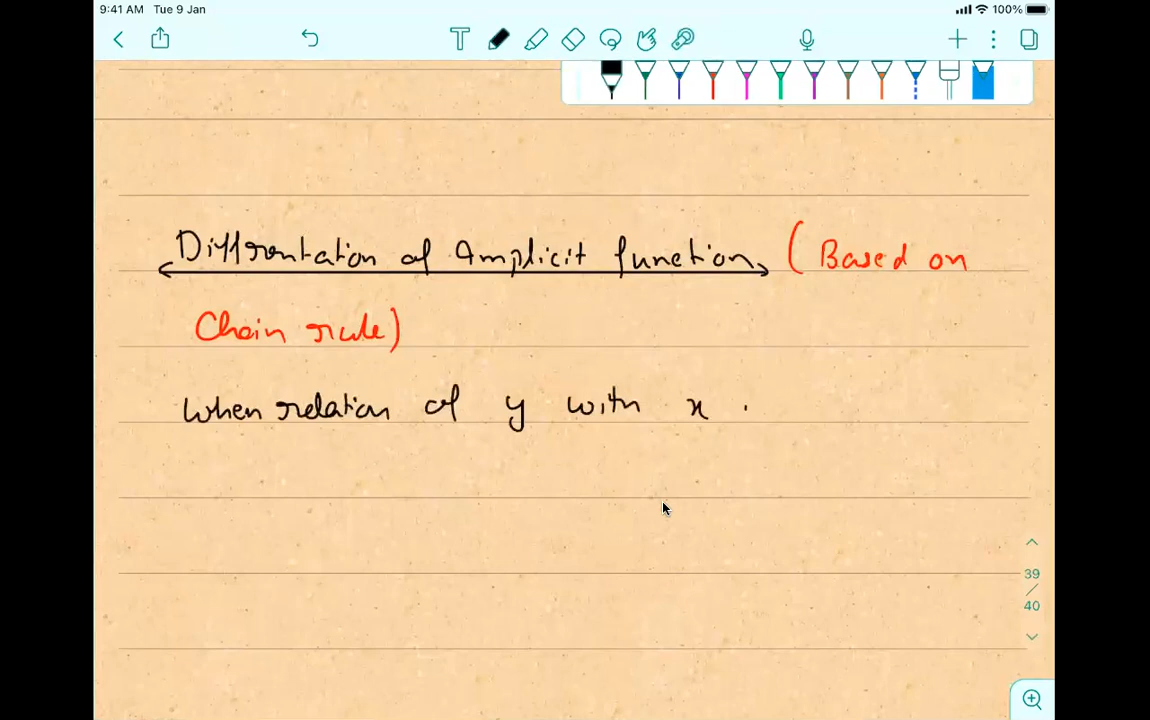 9:41 AM Tue 9 Jan
100%
Diffrentation of Implicit function (Based on
Chain rule)
when relation of y with x .
39
/
40